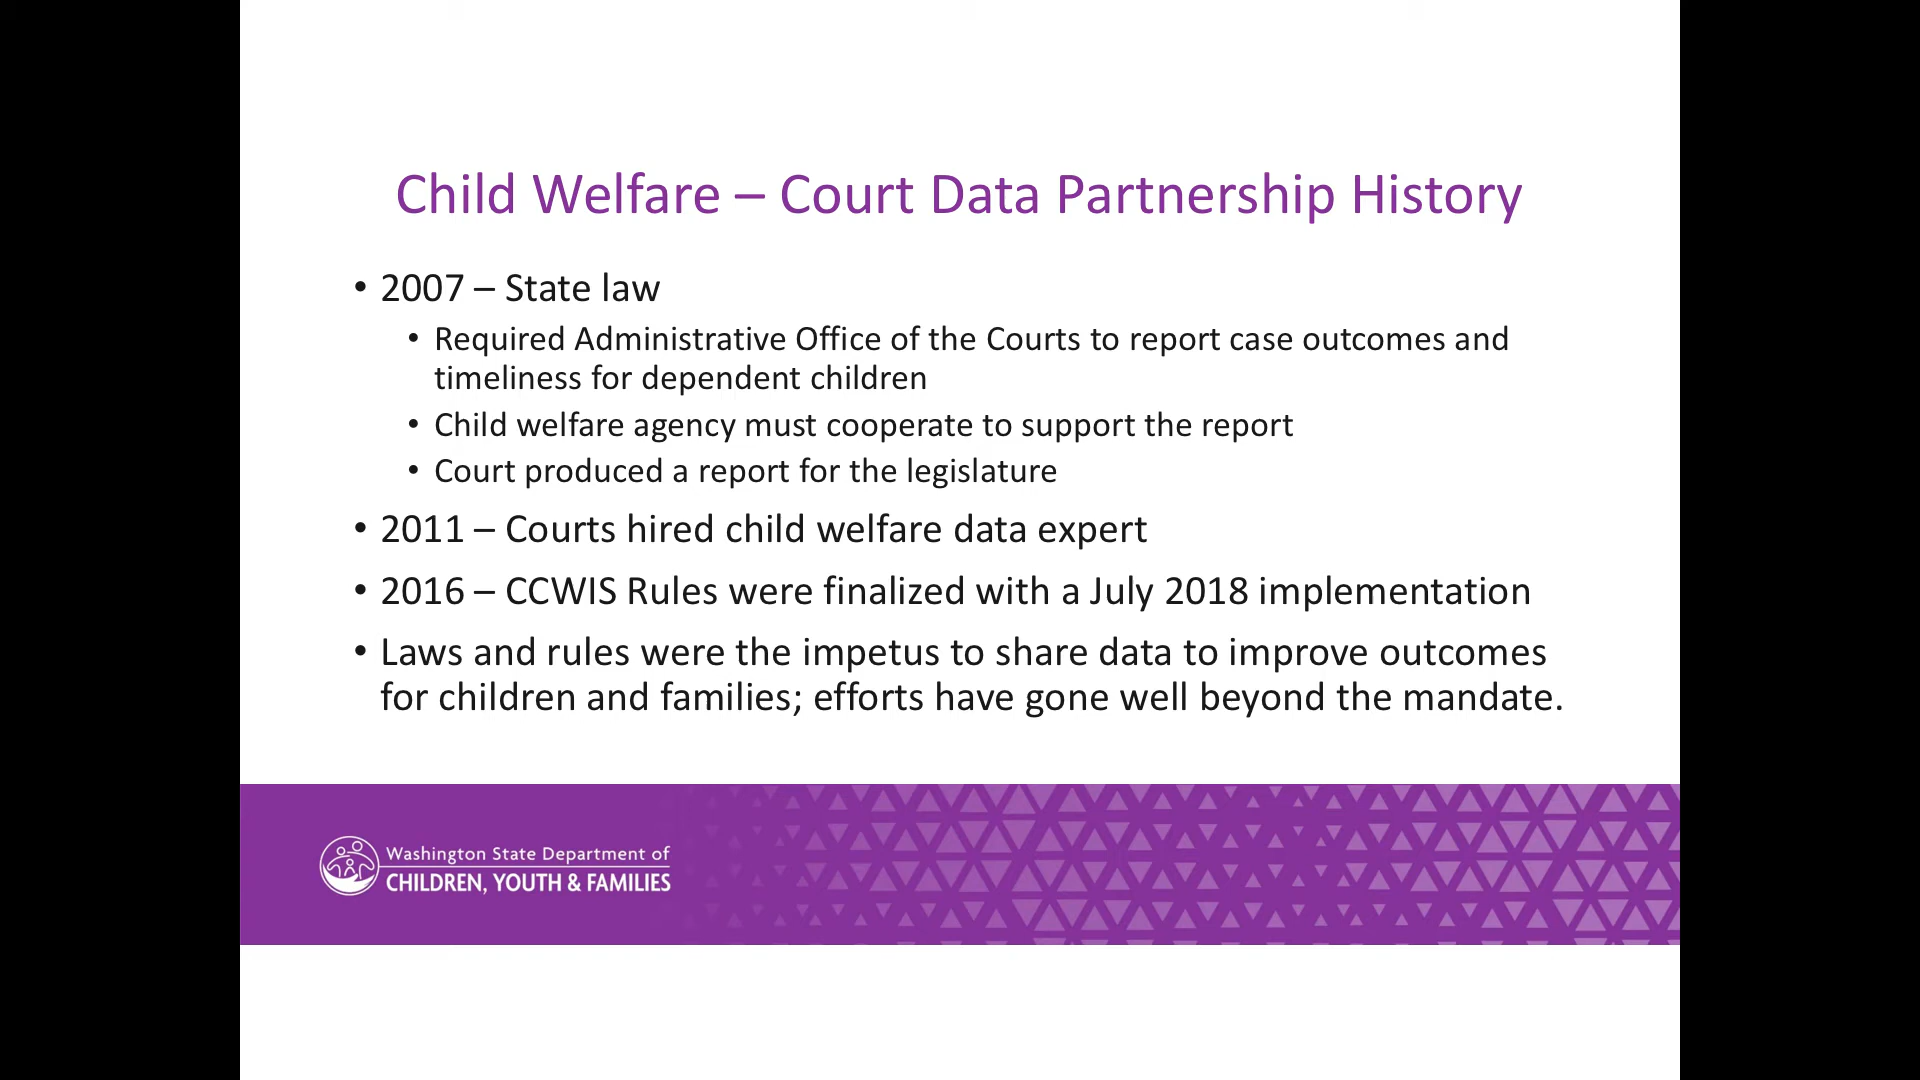 Child Welfare – Court Data Partnership History
• 2007 – State law
• Required Administrative Office of the Courts to report case outcomes and
timeliness for dependent children
• Child welfare agency must cooperate to support the report
• Court produced a report for the legislature
• 2011 – Courts hired child welfare data expert
• 2016 – CCWIS Rules were finalized with a July 2018 implementation
• Laws and rules were the impetus to share data to improve outcomes
for children and families; efforts have gone well beyond the mandate.
Washington State Department of
CHILDREN, YOUTH & FAMILIES